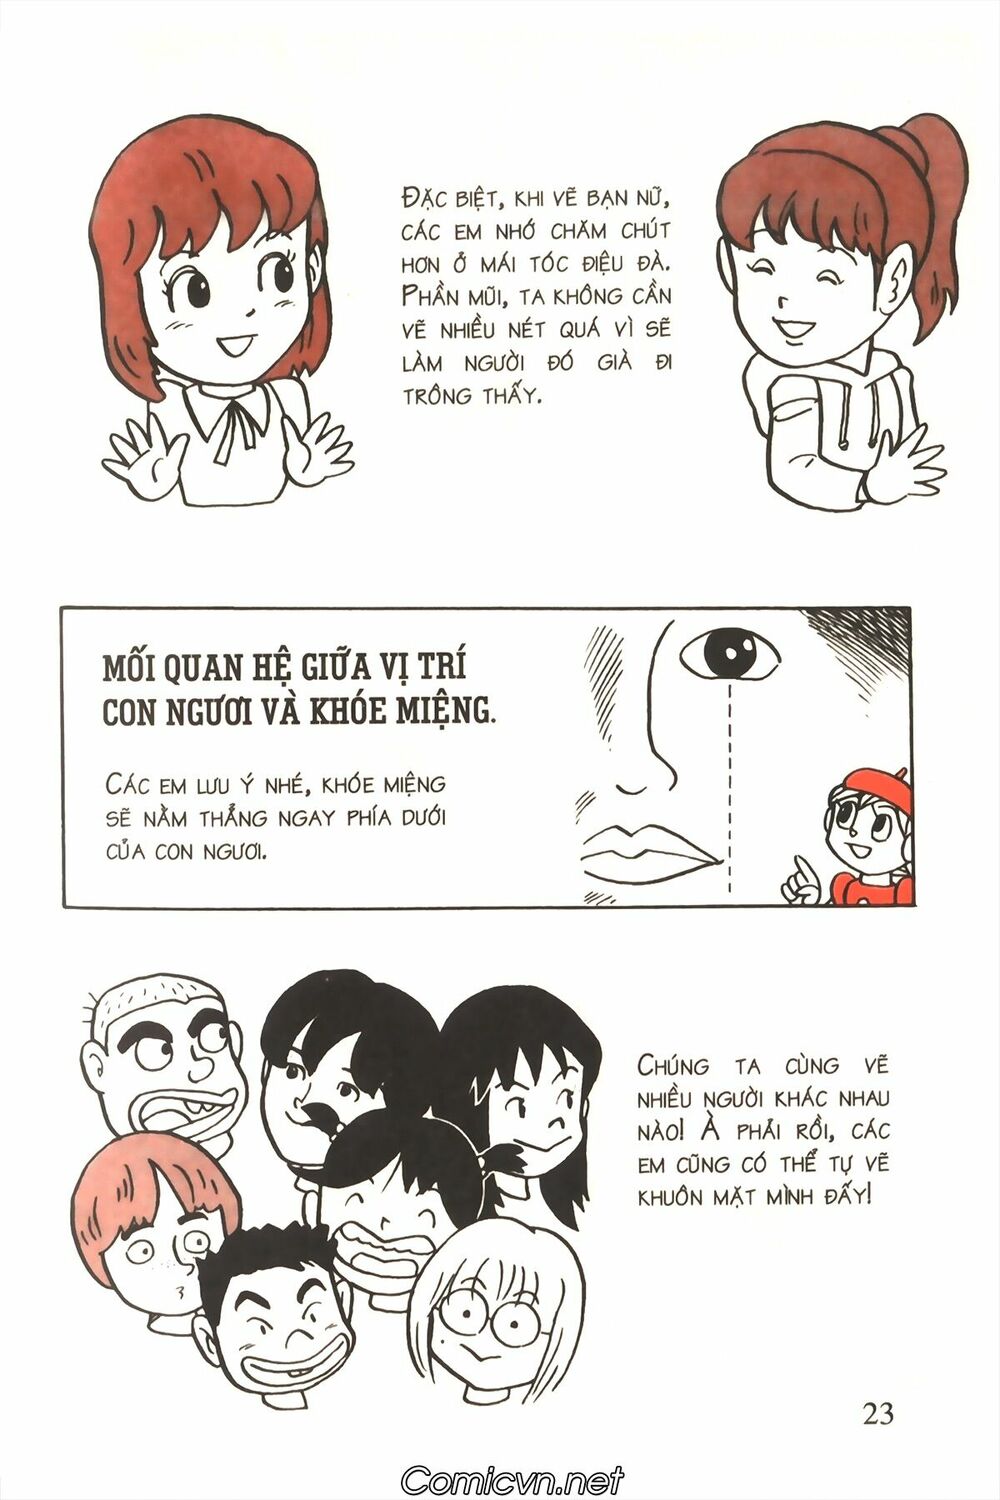 ĐẶC BIỆT, KHI VẼ BẠN NỮ,
CÁC EM NHỚ CHĂM CHÚT
HƠN Ở MÁI TÓC ĐIỆU ĐÀ.
PHẦN MŨI, TA KHÔNG CẦN
VẼ NHIỀU NÉT QUÁ VÌ SẼ
LÀM NGƯỜI ĐÓ GIÀ ĐI
TRÔNG THẤY.
MỐI QUAN HỆ GIỮA VỊ TRÍ
CON NGƯƠI VÀ KHÓE MIỆNG.
CÁC EM LƯU Ý NHÉ, KHÓE MIỆNG
SẼ NẰM THẲNG NGAY PHÍA DƯỚI
CỦA CON NGƯƠI.
CHÚNG TA CÙNG VẼ
NHIỀU NGƯỜI KHÁC NHAU
NÀO! À PHẢI RỒI, CÁC
EM CŨNG CÓ THỂ TỰ VẼ
KHUÔN MẶT MÌNH ĐẤY!
23
Comicvn.net